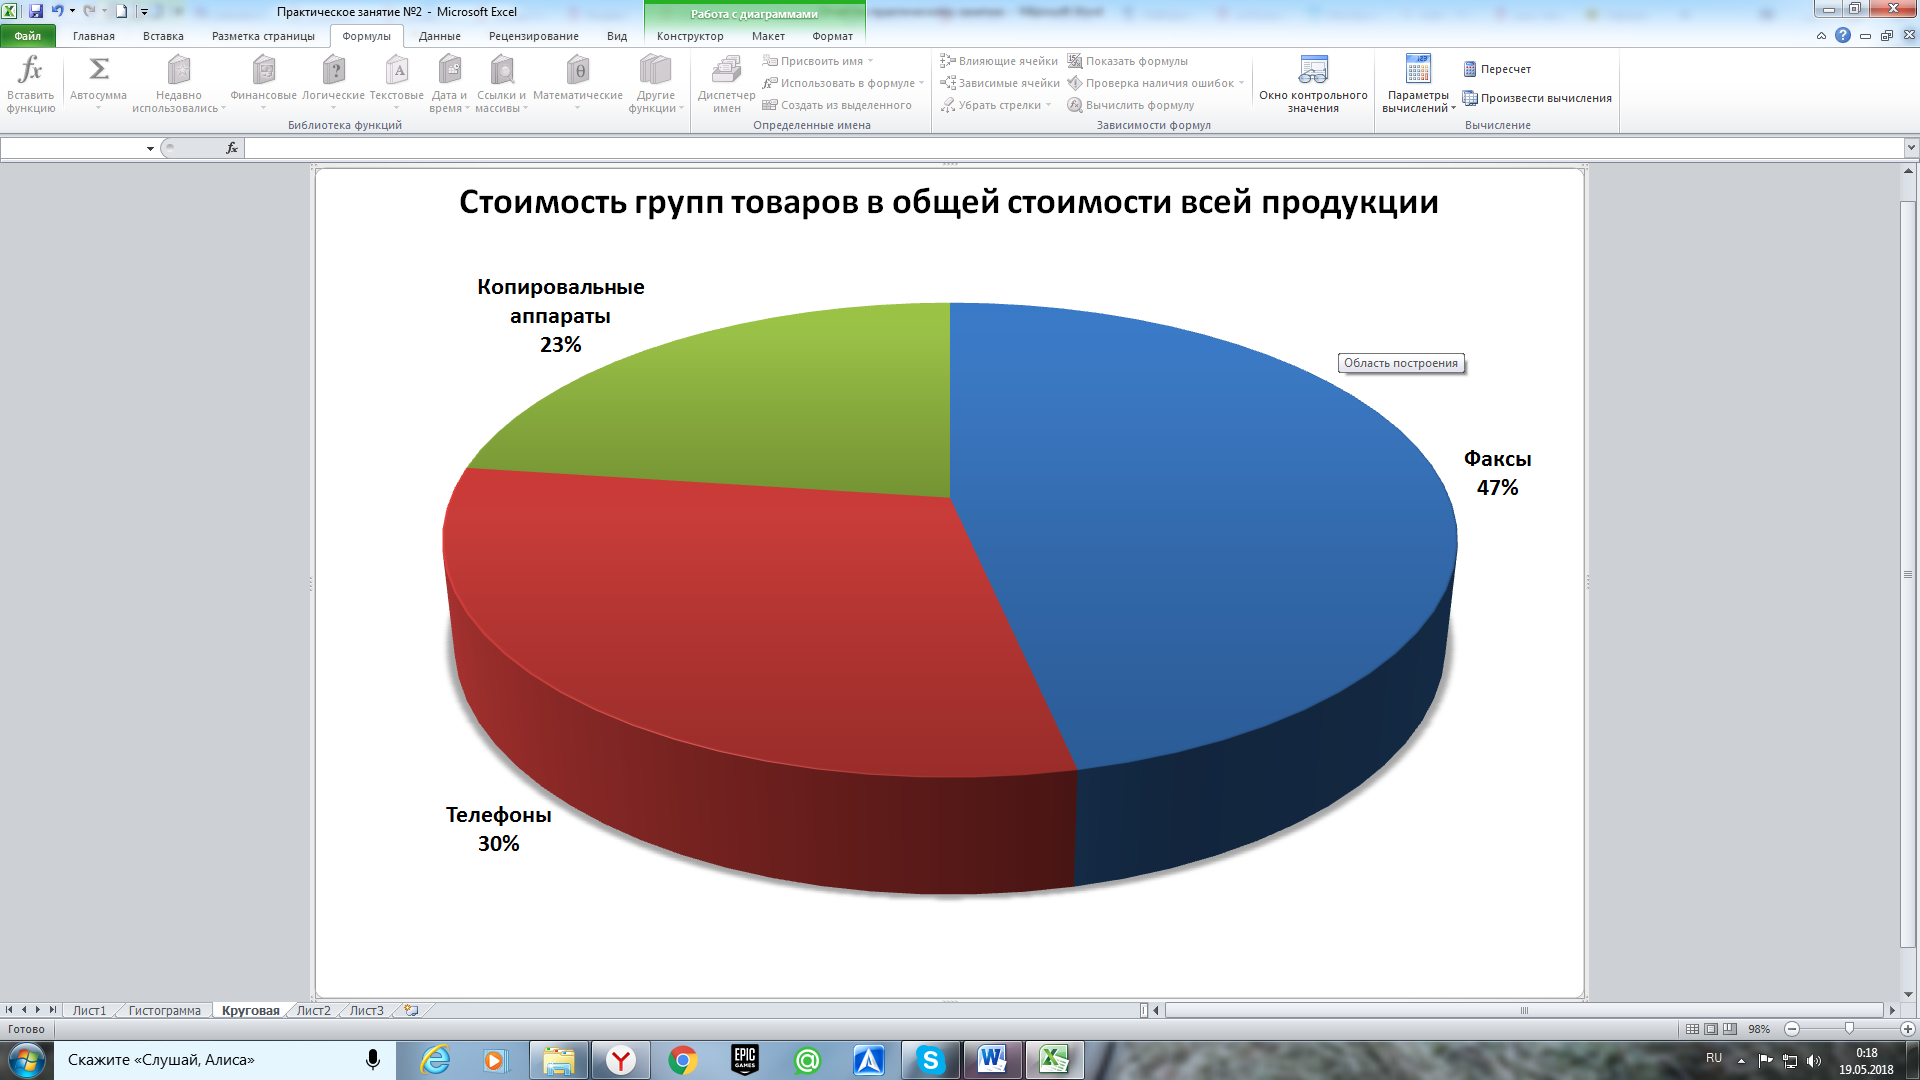 Практическое занятие №2 - Microsoft Excel
Работа с диаграммами
Файл Главная Вставка Разметка страницы Формулы Данные Рецензирование Вид Конструктор Макет Формат
Вставить функцию
Автосумма
Недавно использовались
Финансовые
Логические
Текстовые
Дата и время
Ссылки и массивы
Математические
Другие функции
Библиотека функций
Диспетчер имен
Присвоить имя
Использовать в формуле
Создать из выделенного
Определенные имена
Влияющие ячейки
Зависимые ячейки
Убрать стрелки
Показать формулы
Проверка наличия ошибок
Вычислить формулу
Зависимости формул
Окно контрольного значения
Параметры вычислений
Пересчет
Произвести вычисления
Вычисление
fx
Стоимость групп товаров в общей стоимости всей продукции
Копировальные
аппараты
23%
Область построения
Факсы
47%
Телефоны
30%
Лист1 Гистограмма Круговая Лист2 Лист3
Готово
98%
Скажите «Слушай, Алиса»
EPIC
GAMES
RU
0:18
19.05.2018